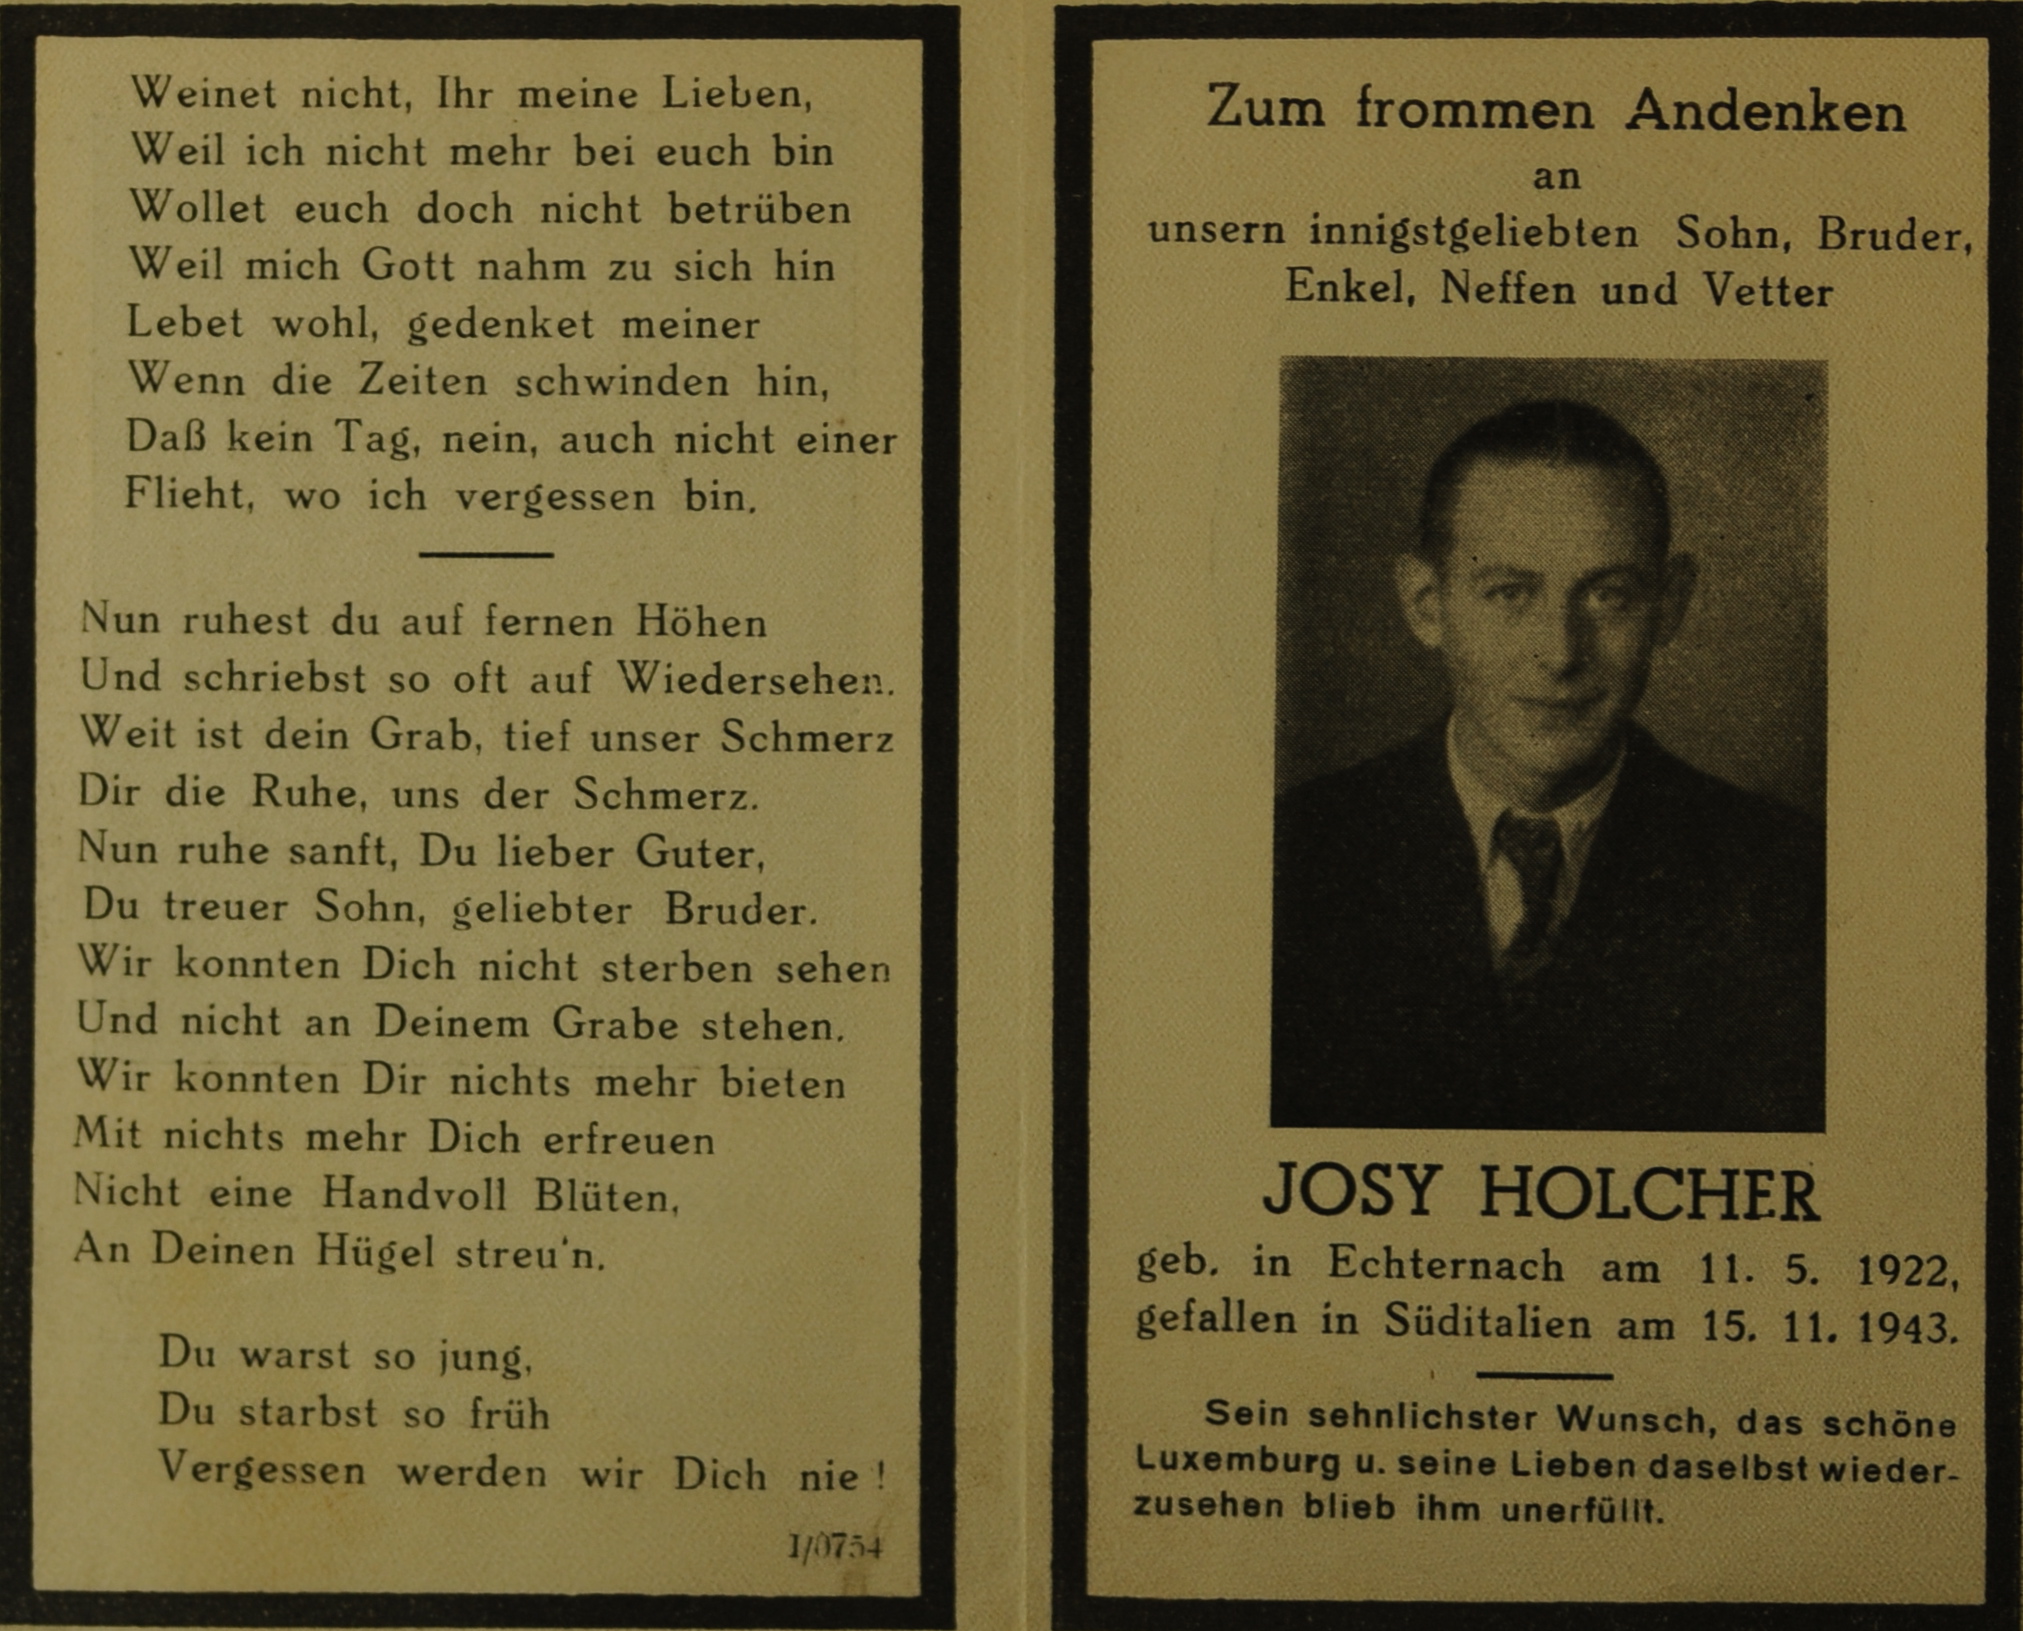 Weinet nicht, Ihr meine Lieben,
Weil ich nicht mehr bei euch bin
Wollet euch doch nicht betrüben
Weil mich Gott nahm zu sich hin
Lebet wohl, gedenket meiner
Wenn die Zeiten schwinden hin,
Daß kein Tag, nein, auch nicht einer
Flieht, wo ich vergessen bin.
Nun ruhest du auf fernen Höhen
Und schriebst so oft auf Wiedersehen.
Weit ist dein Grab, tief unser Schmerz
Dir die Ruhe, uns der Schmerz.
Nun ruhe sanft, Du lieber Guter,
Du treuer Sohn, geliebter Bruder.
Wir konnten Dich nicht sterben sehen
Und nicht an Deinem Grabe stehen.
Wir konnten Dir nichts mehr bieten
Mit nichts mehr Dich erfreuen
Nicht eine Handvoll Blüten,
An Deinen Hügel streu'n.
Du warst so jung,
Du starbst so früh
Vergessen werden wir Dich nie !
I/0754
Zum frommen Andenken
an
unsern innigstgeliebten Sohn, Bruder,
Enkel, Neffen und Vetter
JOSY HOLCHER
geb. in Echternach am 11. 5. 1922,
gefallen in Süditalien am 15. 11. 1943.
Sein sehnlichster Wunsch, das schöne
Luxemburg u. seine Lieben daselbst wieder-
zusehen blieb ihm unerfüllt.